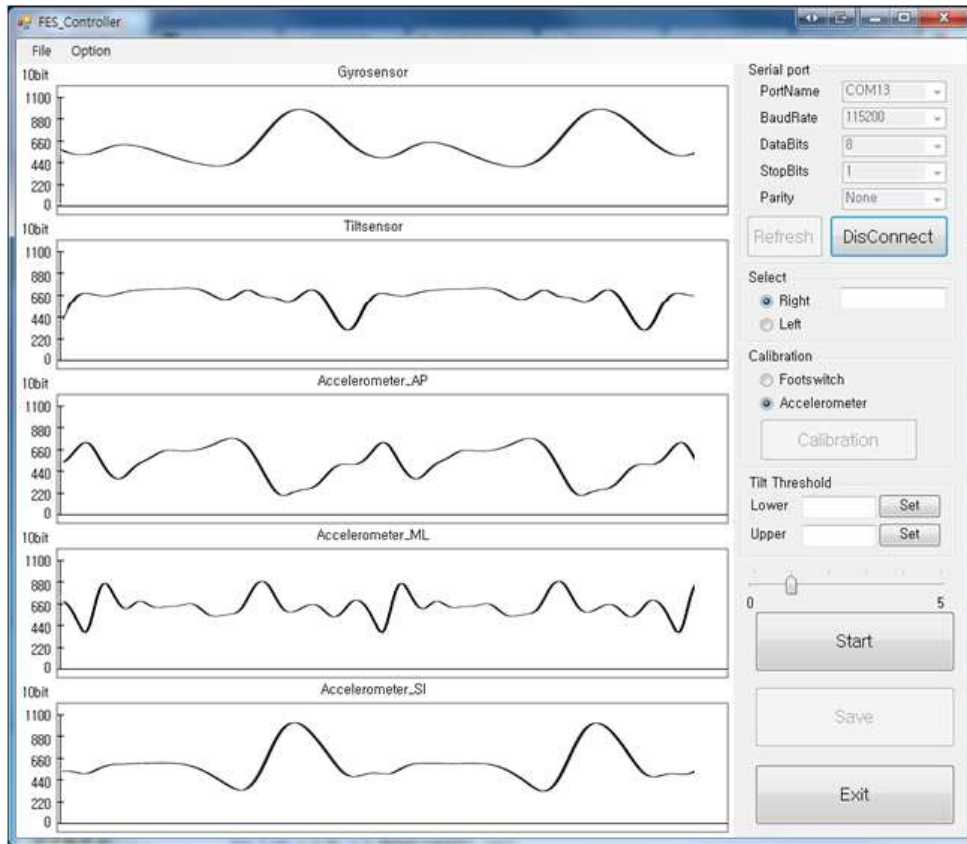 FES_Controller
File Option
10bit
Gyrosensor
1100
880
660
440
220
0
Tiltsensor
1100
880
660
440
220
0
10bit
Accelerometer_AP
1100
880
660
440
220
0
10bit
Accelerometer_ML
1100
880
660
440
220
0
10bit
Accelerometer_SI
1100
880
660
440
220
0
Serial port
PortName COM13
BaudRate 115200
DataBits 8
StopBits 1
Parity None
Refresh DisConnect
Select
Right
Left
Calibration
Footswitch
Accelerometer
Calibration
Tilt Threshold
Lower Set
Upper Set
0 5
Start
Save
Exit